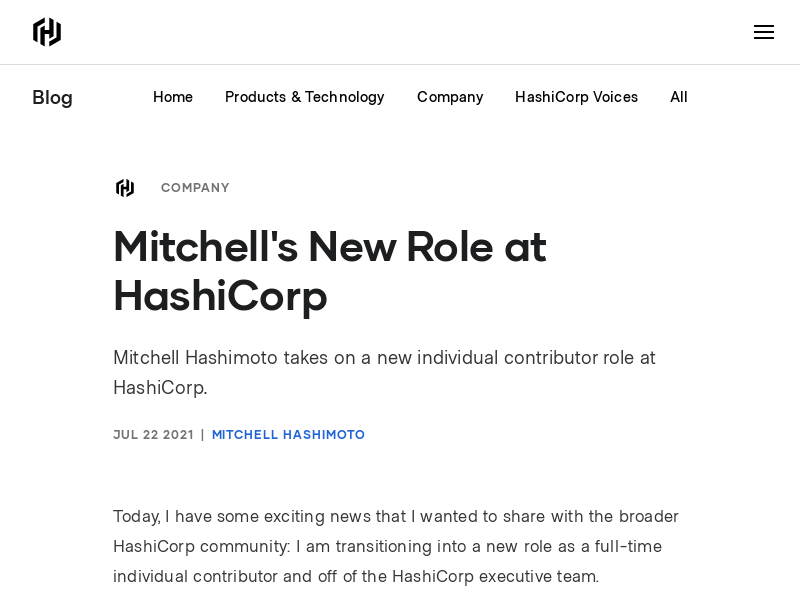 Blog
Home
Products & Technology
Company
HashiCorp Voices
All
COMPANY
Mitchell's New Role at
HashiCorp
Mitchell Hashimoto takes on a new individual contributor role at
HashiCorp.
JUL 22 2021 | MITCHELL HASHIMOTO
Today, I have some exciting news that I wanted to share with the broader
HashiCorp community: I am transitioning into a new role as a full-time
individual contributor and off of the HashiCorp executive team.